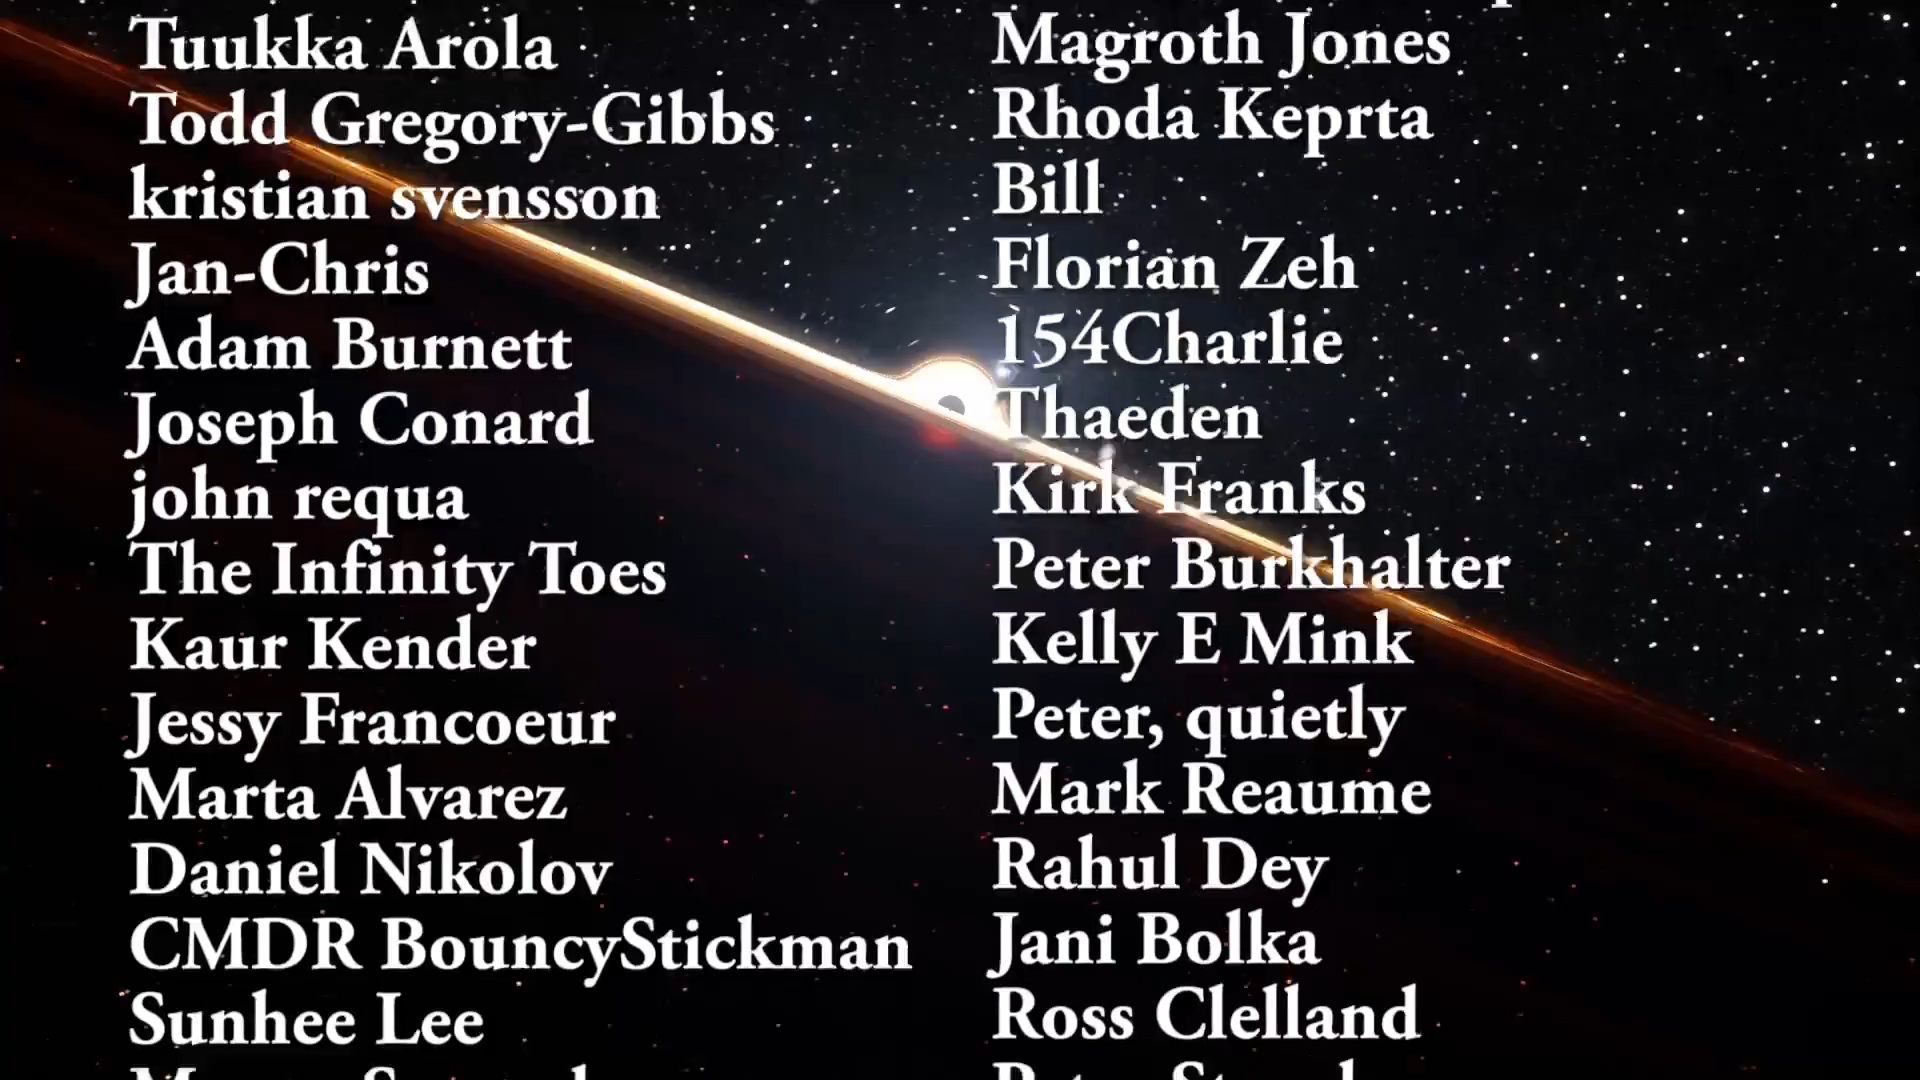 Tuukka Arola
Todd Gregory-Gibbs
kristian svensson
Jan-Chris
Adam Burnett
Joseph Conard
john requa
The Infinity Toes
Kaur Kender
Jessy Francoeur
Marta Alvarez
Daniel Nikolov
CMDR BouncyStickman
Sunhee Lee
Magroth Jones
Rhoda Keprta
Bill
Florian Zeh
154Charlie
Thaeden
Kirk Franks
Peter Burkhalter
Kelly E Mink
Peter, quietly
Mark Reaume
Rahul Dey
Jani Bolka
Ross Clelland